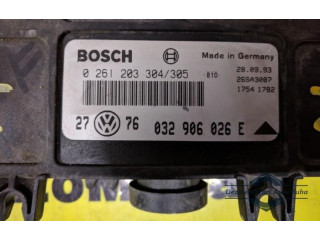 BOSCH
Made in Germany
0 261 203 304/305
28.09.93
26SA3087
1754 1782
27 76 032 906 026 E